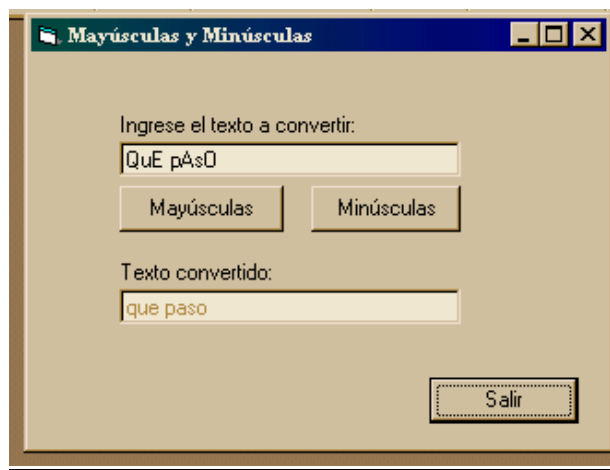 Mayúsculas y Minúsculas
Ingrese el texto a convertir:
QuE pAsO
Mayúsculas Minúsculas
Texto convertido:
que paso
Salir